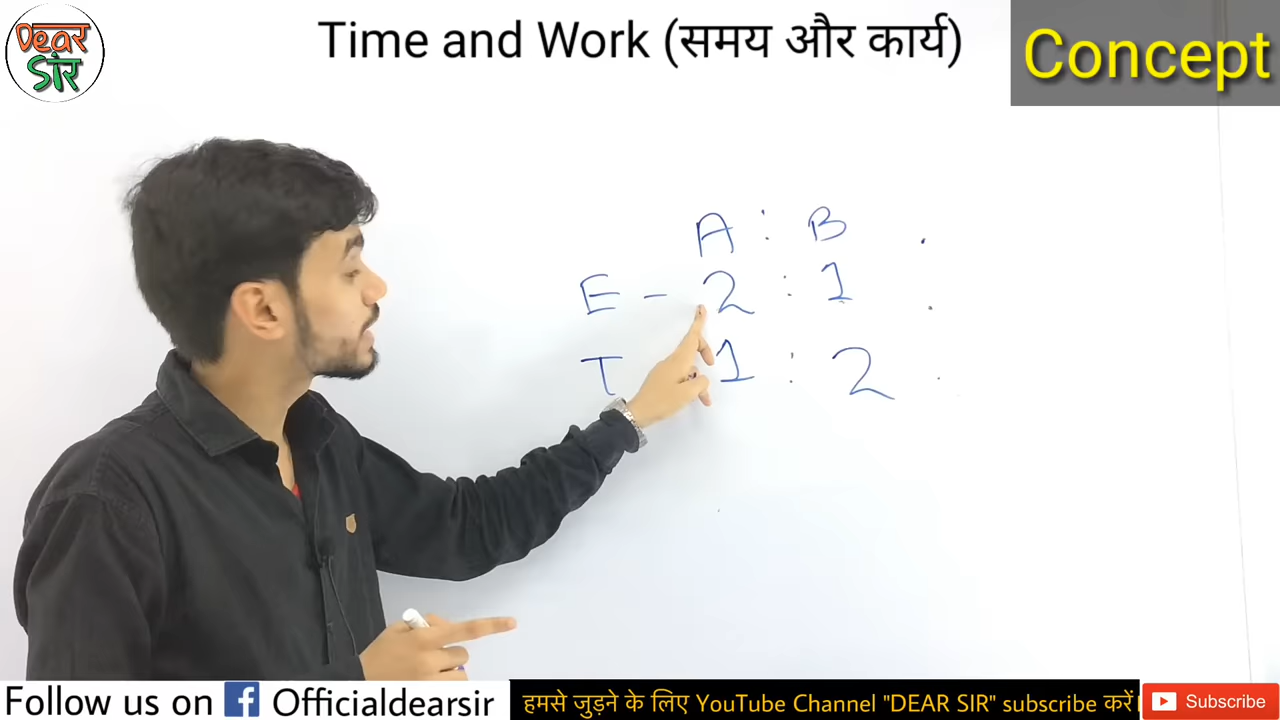 Dear
Sir
Time and Work (समय और कार्य)
Concept
A : B
E - 2 : 1
T 1 : 2
Follow us on f Officialdearsir
हमसे जुड़ने के लिए YouTube Channel "DEAR SIR" subscribe करें।
Subscribe